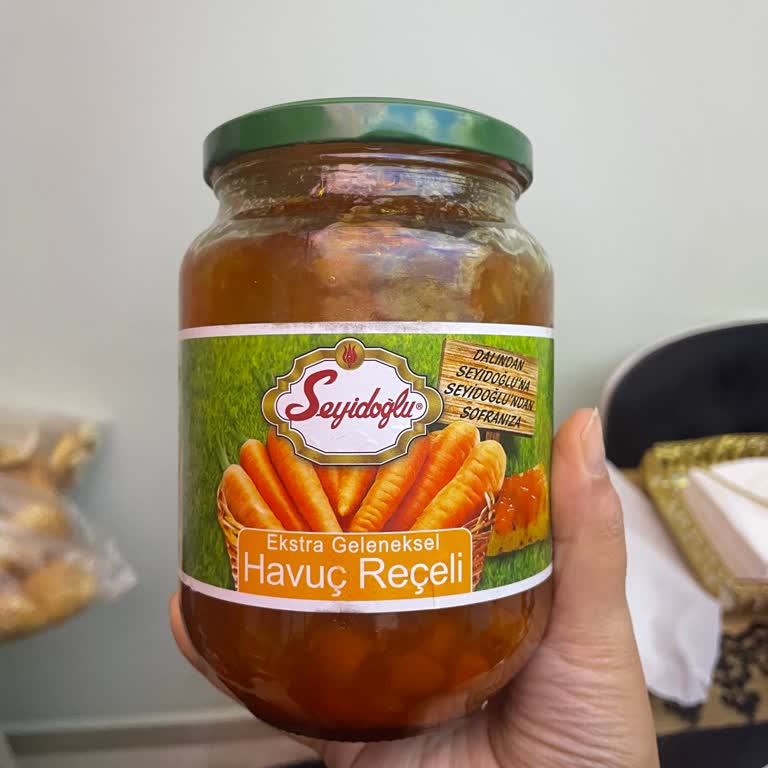 Seyidoğlu®
DALINDAN
SEYİDOĞLU'NA
SEYİDOĞLU'NDAN
SOFRANIZA
Ekstra Geleneksel
Havuç Reçeli